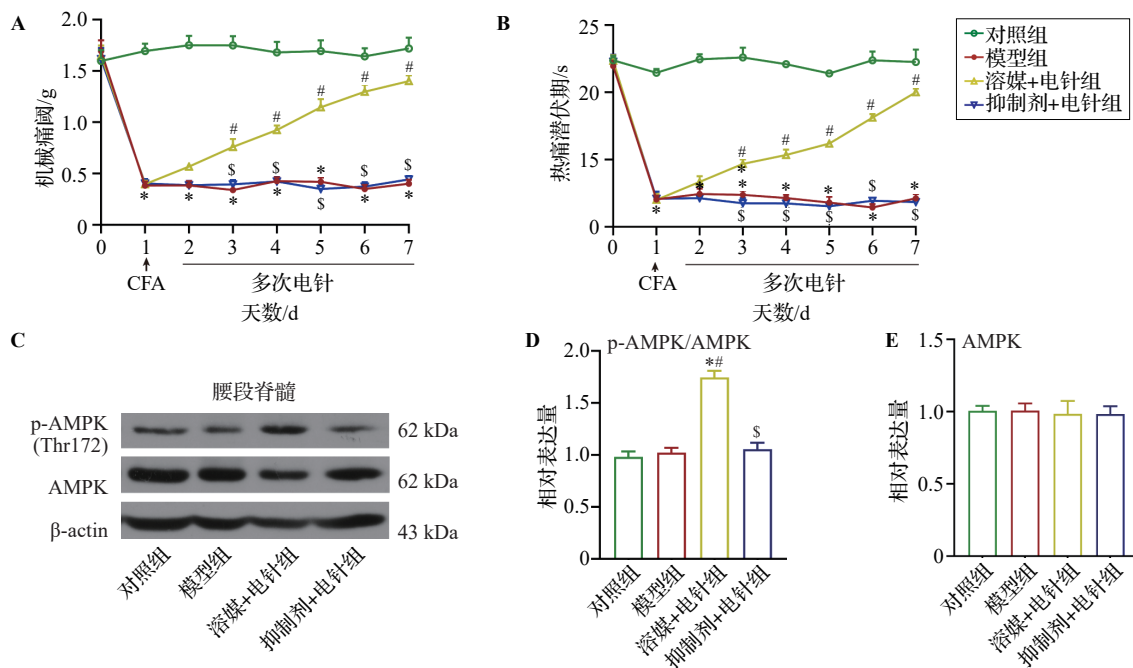 A
机械痛阈/g
2.0
1.5
1.0
0.5
0
0 1 2 3 4 5 6 7
# # # # #
$ $ * $ $
* * * * $ * *
CFA
多次电针
天数/d
B
热痛潜伏期/s
25
22
15
12
5
0
0 1 2 3 4 5 6 7
# # # # #
* * * * * $ *
* $ $ $ * $
*
CFA
多次电针
天数/d
对照组
模型组
溶媒+电针组
抑制剂+电针组
C
腰段脊髓
p-AMPK
(Thr172)
62 kDa
AMPK
62 kDa
β-actin
43 kDa
对照组
模型组
溶媒+电针组
抑制剂+电针组
D
p-AMPK/AMPK
相对表达量
2.0
1.5
1.0
0.5
0
*#
$
对照组
模型组
溶媒+电针组
抑制剂+电针组
E
AMPK
相对表达量
1.5
1.0
0.5
0
对照组
模型组
溶媒+电针组
抑制剂+电针组